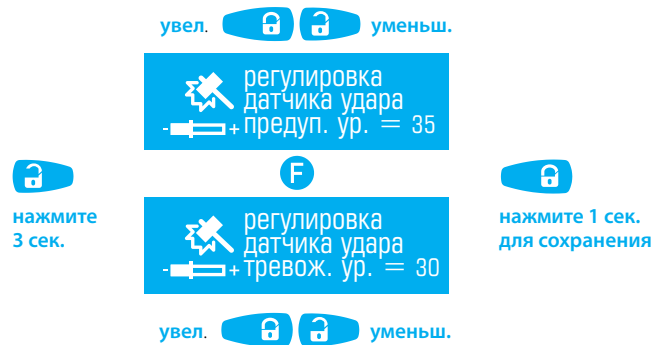 увел. уменьш.
регулировка
датчика удара
- + предуп. ур. = 35
F
нажмите
3 сек.
нажмите 1 сек.
для сохранения
регулировка
датчика удара
- + тревож. ур. = 30
увел. уменьш.